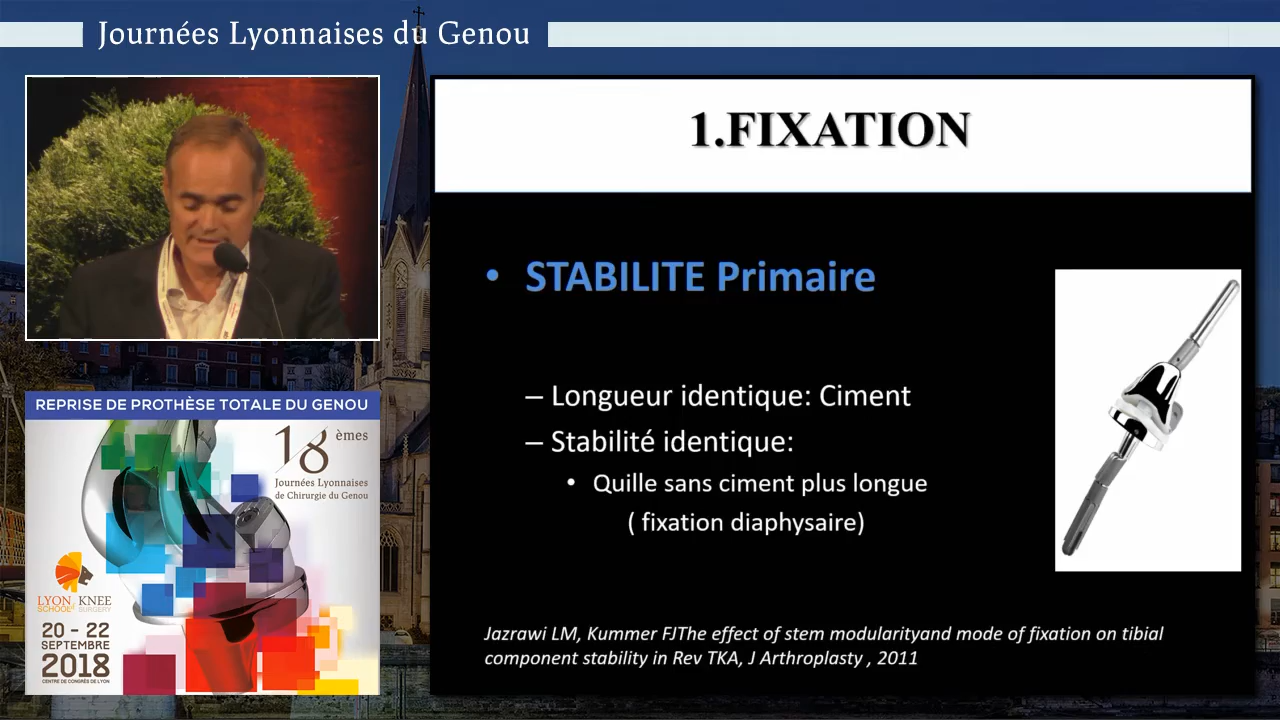 Journées Lyonnaises du Genou
REPRISE DE PROTHÈSE TOTALE DU GENOU
18 èmes
Journées Lyonnaises
de Chirurgie du Genou
LYON KNEE
SCHOOL of SURGERY
20 - 22
SEPTEMBRE
2018
CENTRE DE CONGRÈS DE LYON
1.FIXATION
• STABILITE Primaire
– Longueur identique: Ciment
– Stabilité identique:
• Quille sans ciment plus longue
( fixation diaphysaire)
Jazrawi LM, Kummer FJThe effect of stem modularityand mode of fixation on tibial
component stability in Rev TKA, J Arthroplasty , 2011